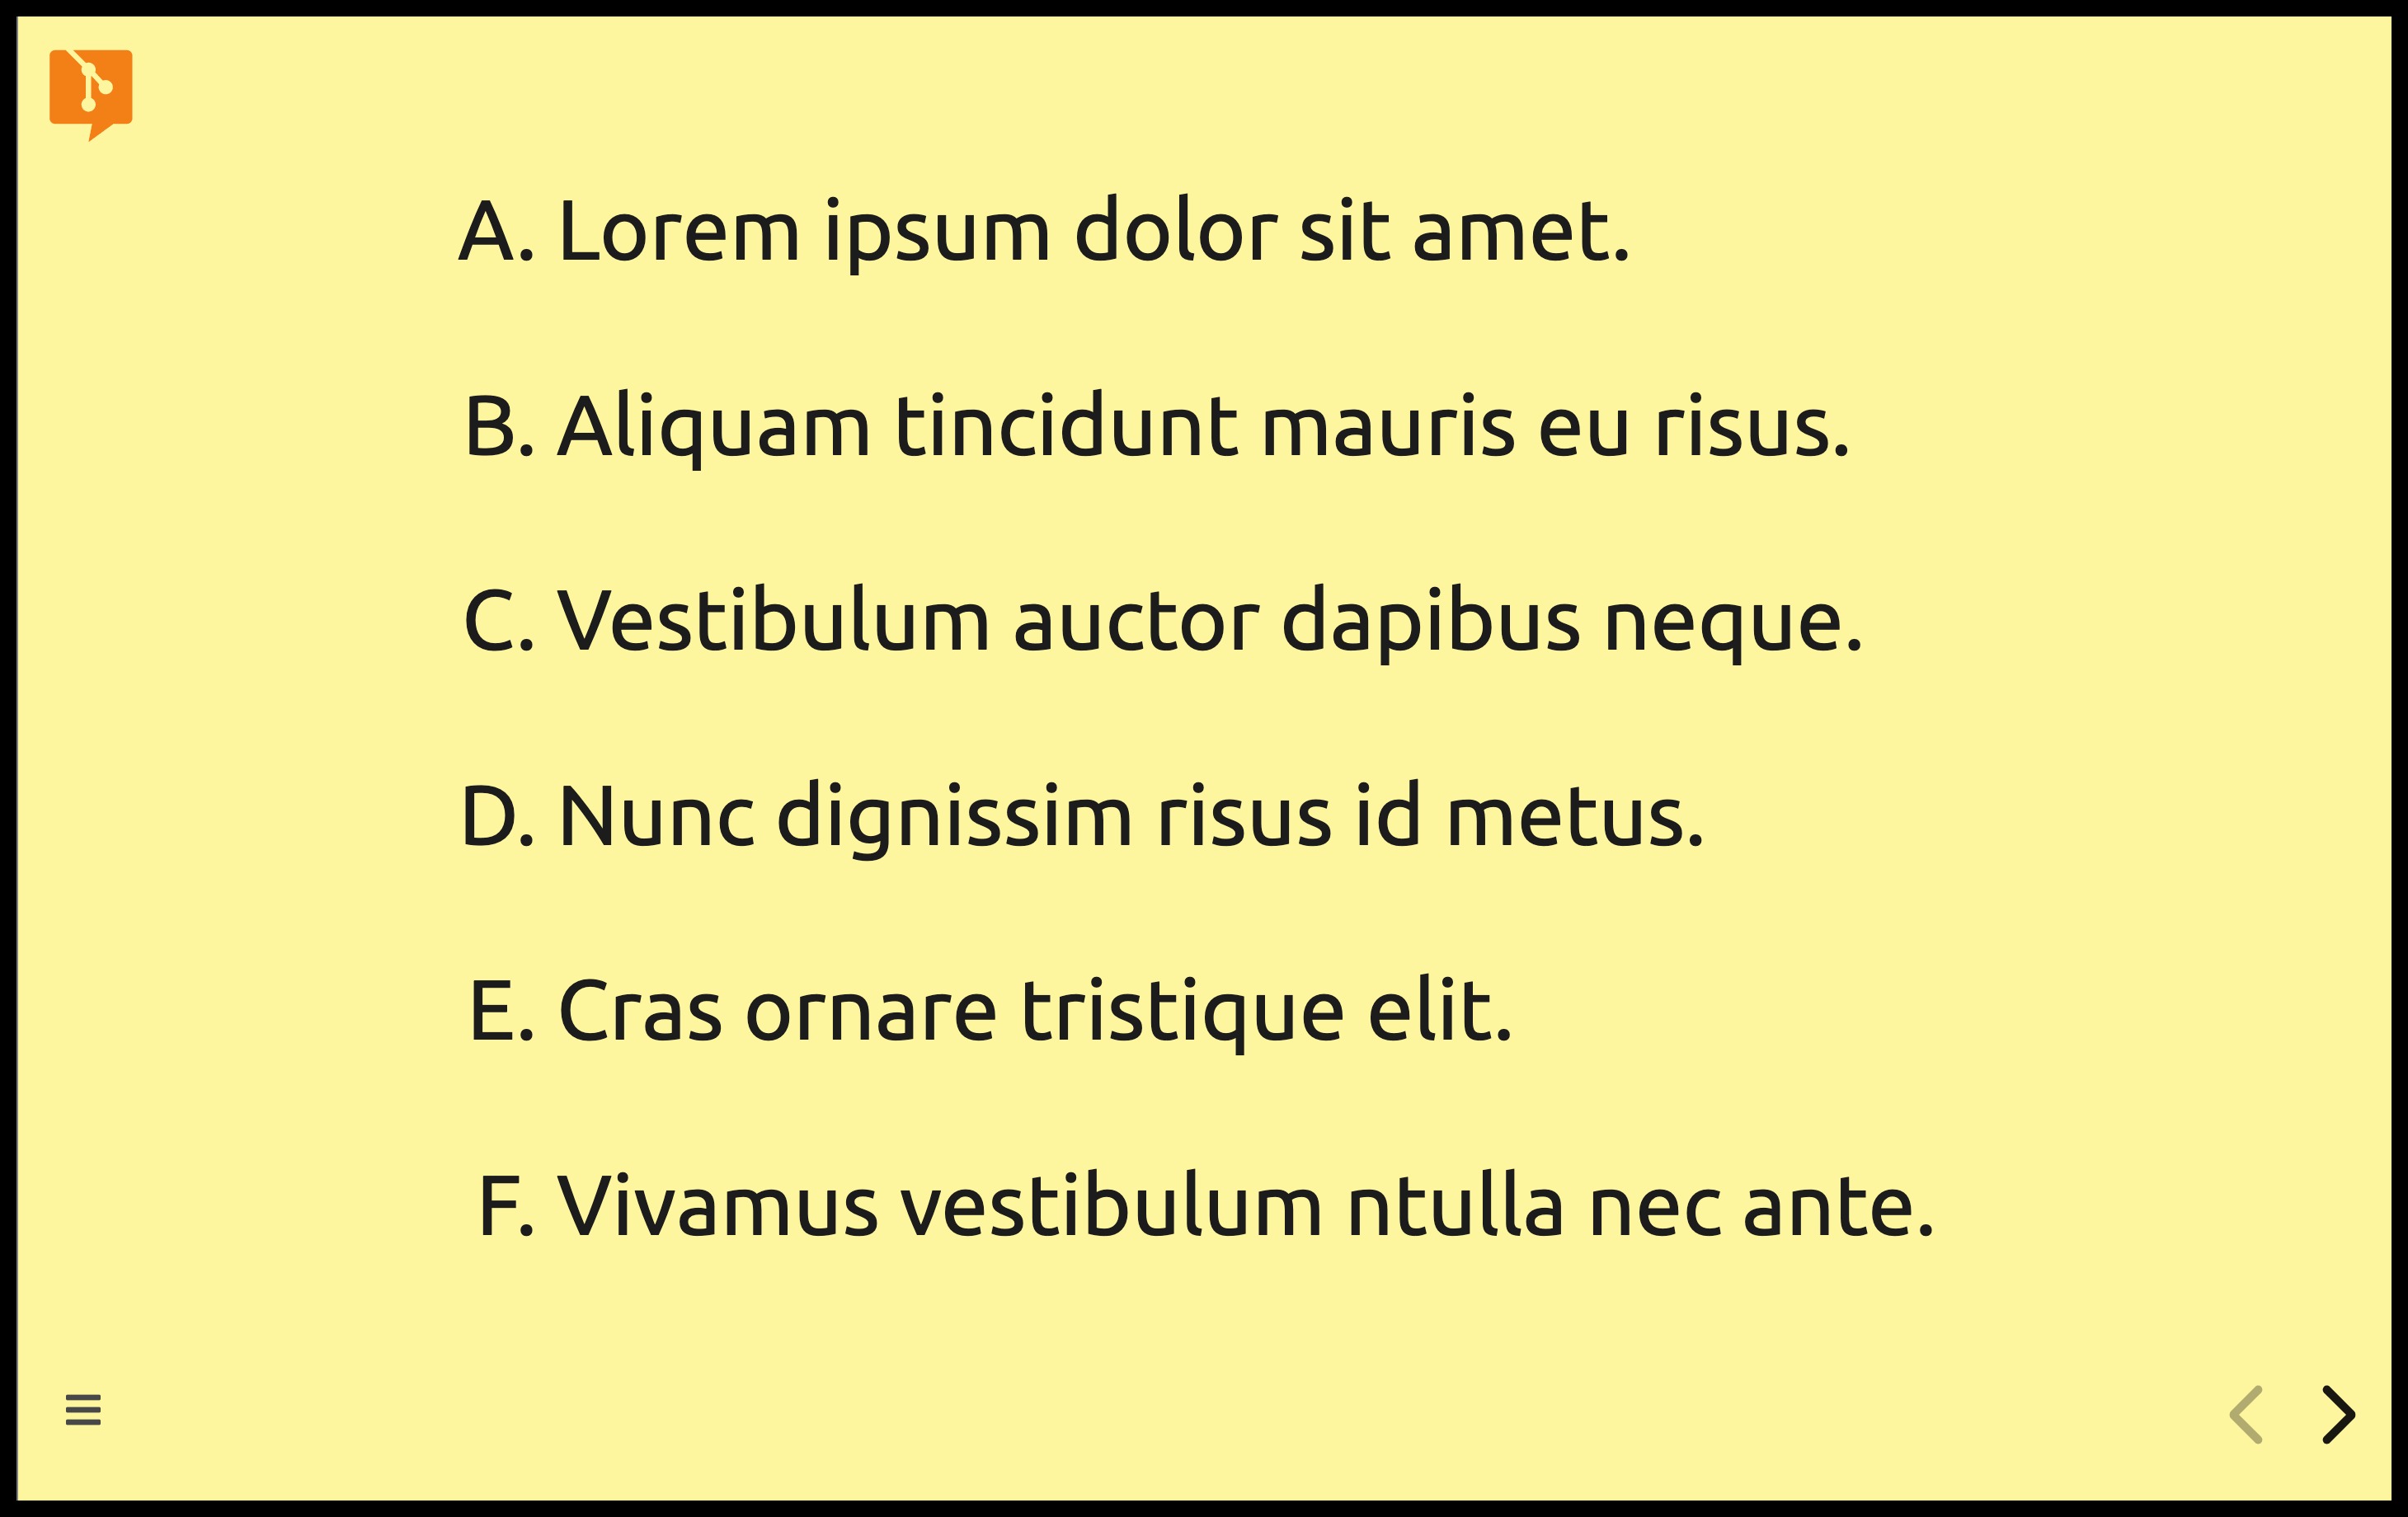 A. Lorem ipsum dolor sit amet.
B. Aliquam tincidunt mauris eu risus.
C. Vestibulum auctor dapibus neque.
D. Nunc dignissim risus id metus.
E. Cras ornare tristique elit.
F. Vivamus vestibulum ntulla nec ante.